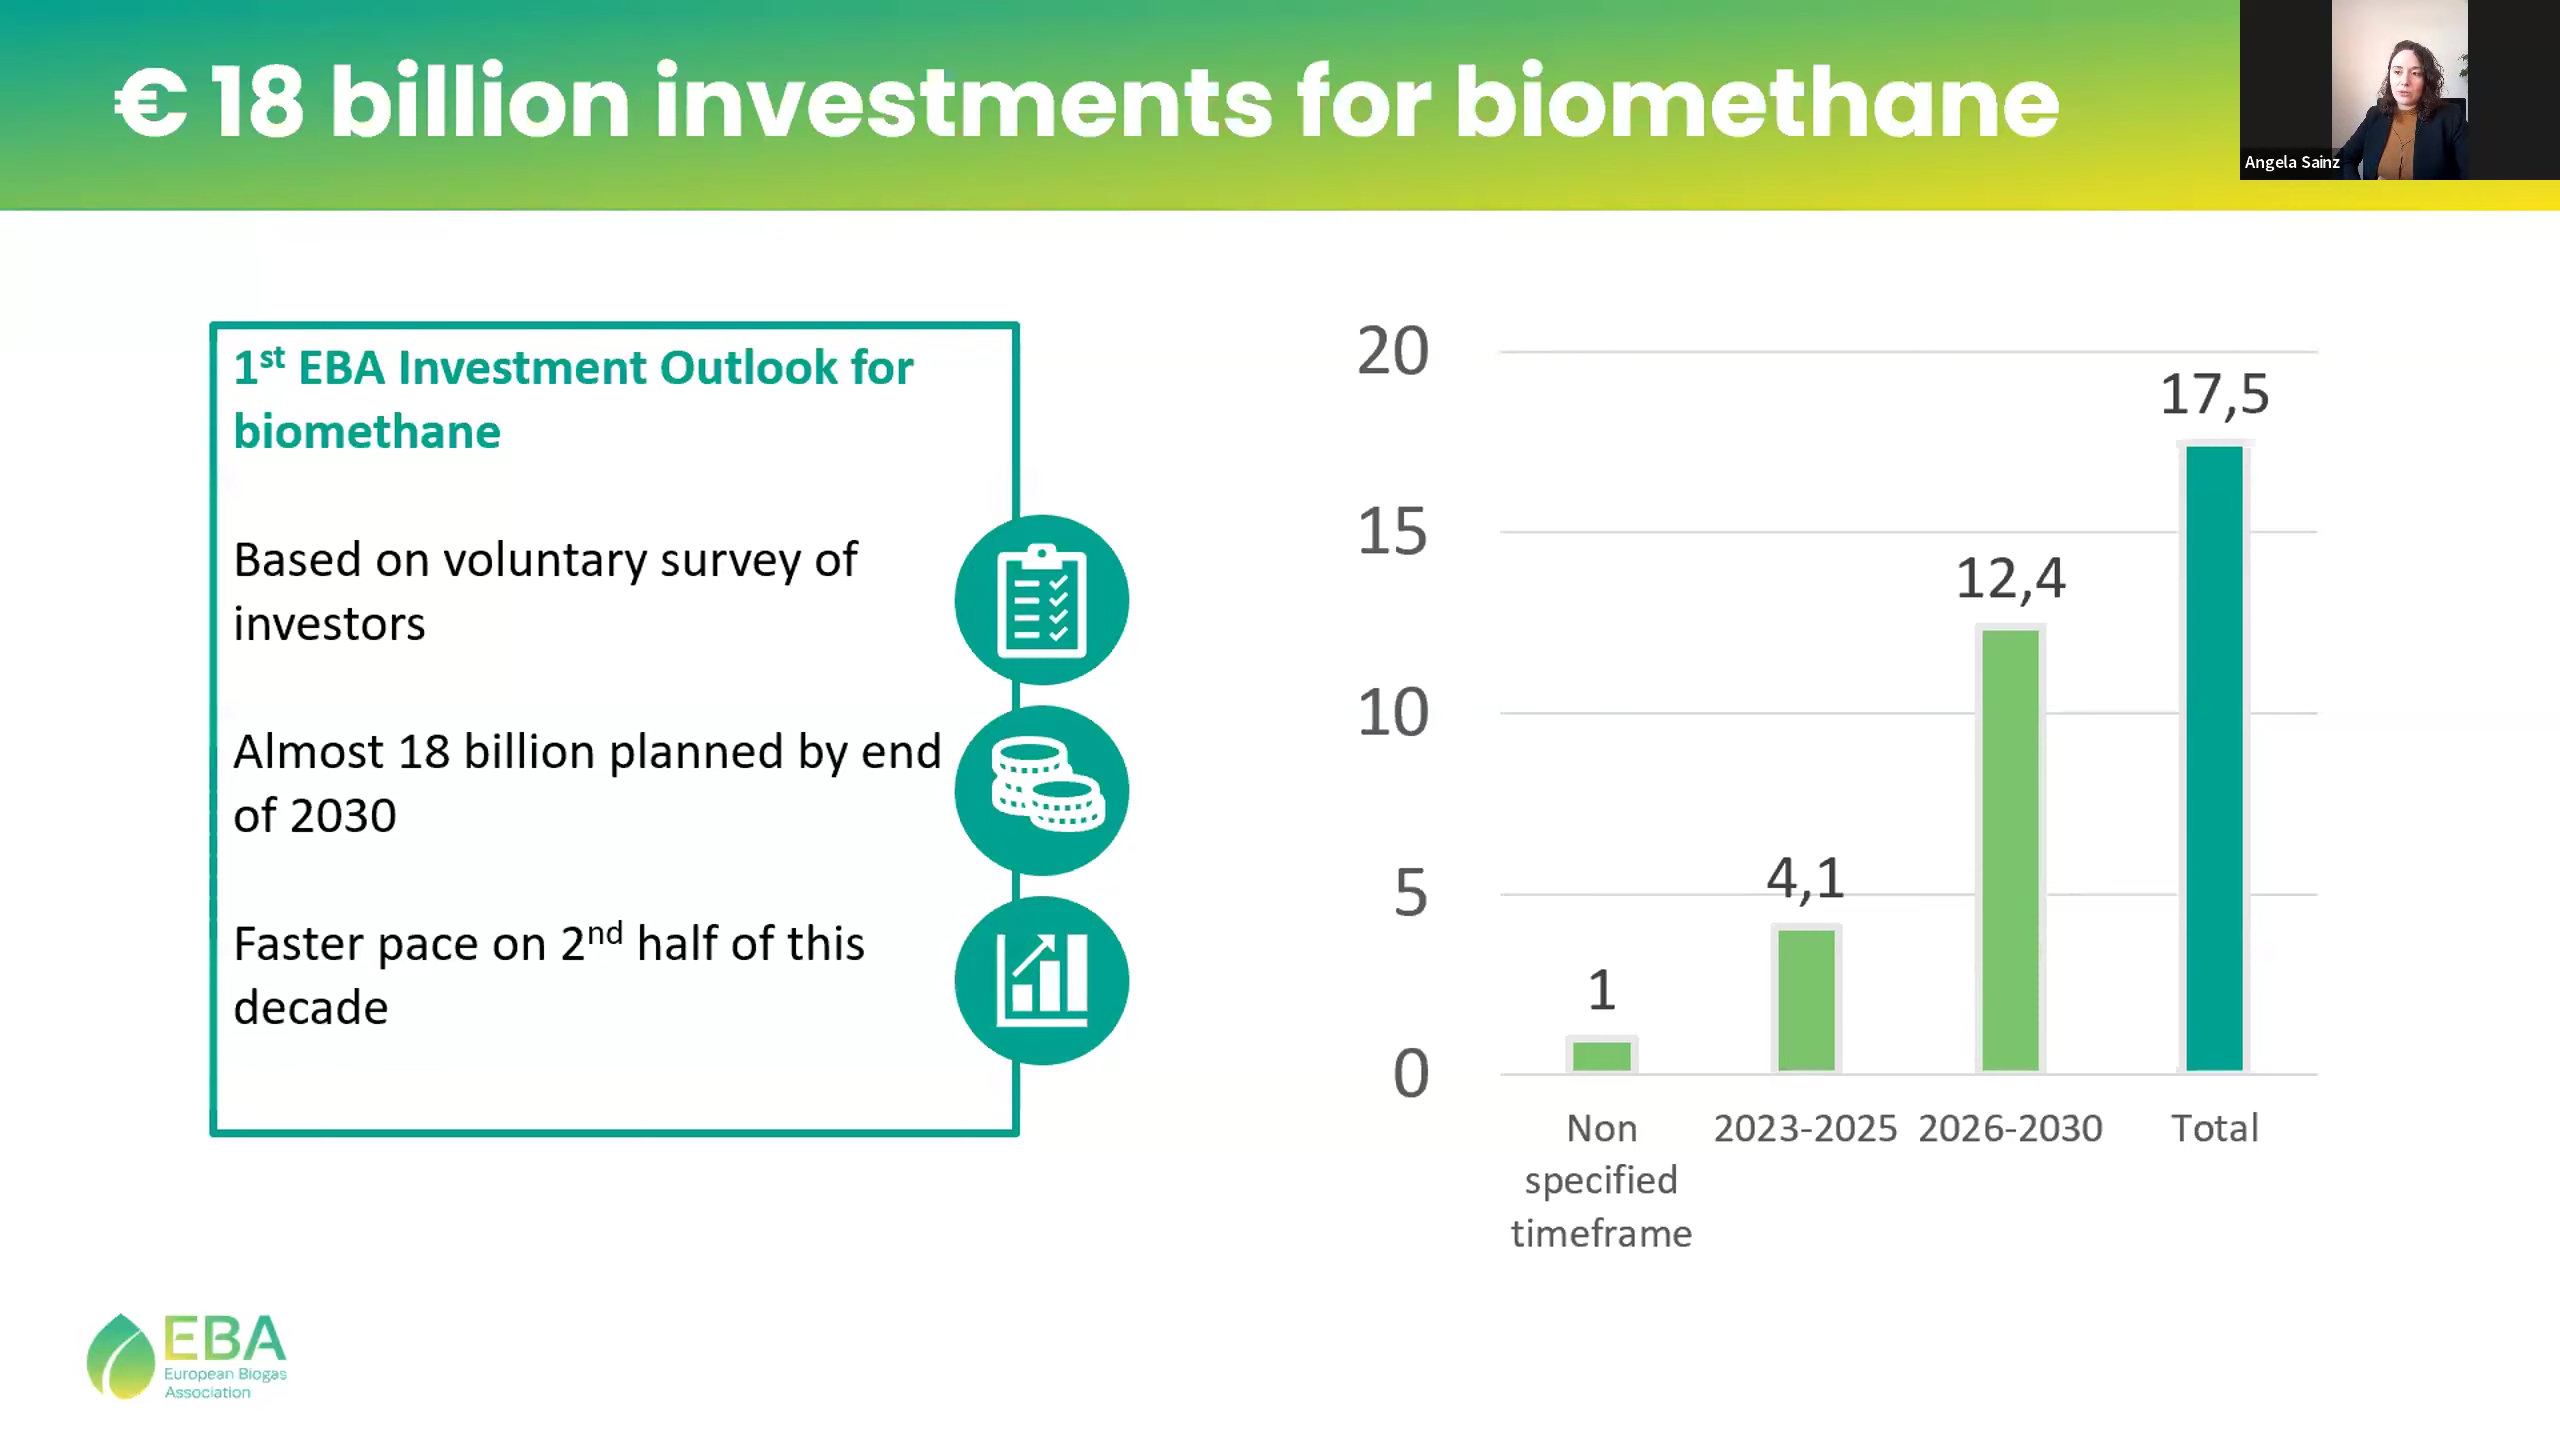 € 18 billion investments for biomethane
Angela Sainz
1st EBA Investment Outlook for
biomethane
Based on voluntary survey of
investors
Almost 18 billion planned by end
of 2030
Faster pace on 2nd half of this
decade
20
15
10
5
0
1
4,1
12,4
17,5
Non
specified
timeframe
2023-2025
2026-2030
Total
EBA
European Biogas
Association